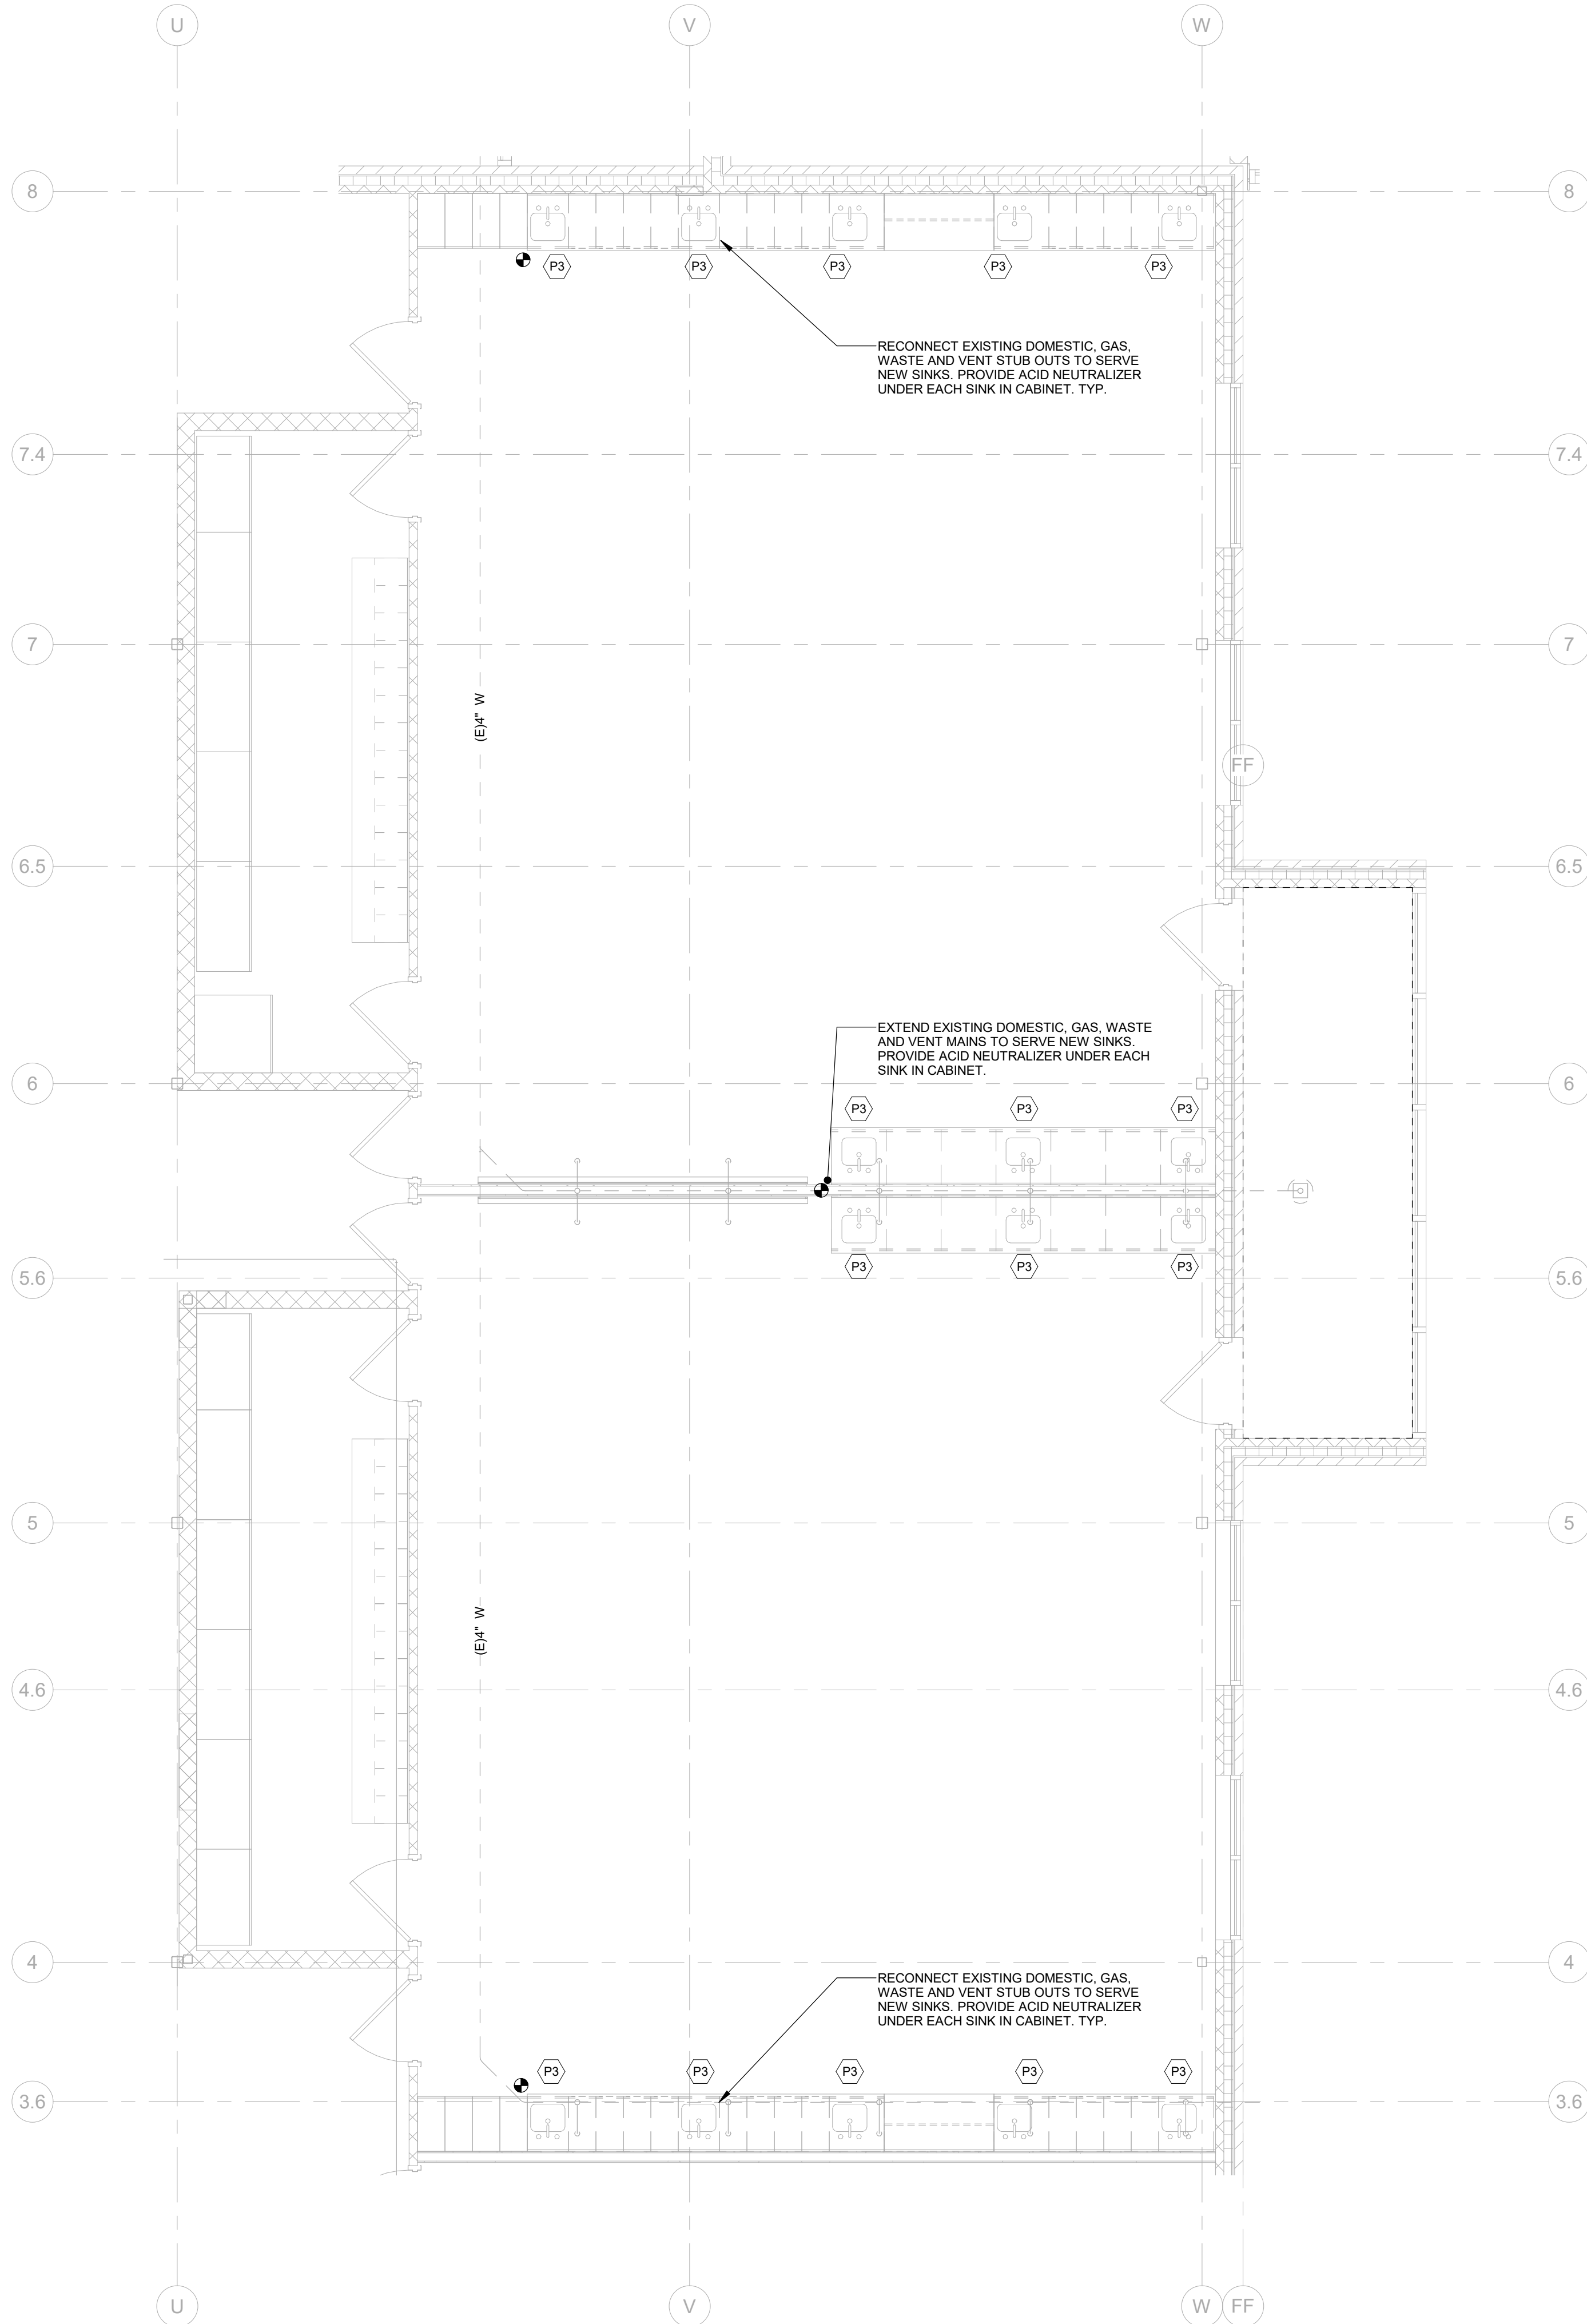 U V W
8 8
P3 P3 P3 P3 P3
RECONNECT EXISTING DOMESTIC, GAS,
WASTE AND VENT STUB OUTS TO SERVE
NEW SINKS. PROVIDE ACID NEUTRALIZER
UNDER EACH SINK IN CABINET. TYP.
7.4 7.4
7 7
(E)4" W
FF
6.5 6.5
EXTEND EXISTING DOMESTIC, GAS, WASTE
AND VENT MAINS TO SERVE NEW SINKS.
PROVIDE ACID NEUTRALIZER UNDER EACH
SINK IN CABINET.
6 6
P3 P3 P3
P3 P3 P3
5.6 5.6
5 5
(E)4" W
4.6 4.6
4 4
RECONNECT EXISTING DOMESTIC, GAS,
WASTE AND VENT STUB OUTS TO SERVE
NEW SINKS. PROVIDE ACID NEUTRALIZER
UNDER EACH SINK IN CABINET. TYP.
P3 P3 P3 P3 P3
3.6 3.6
U V W FF